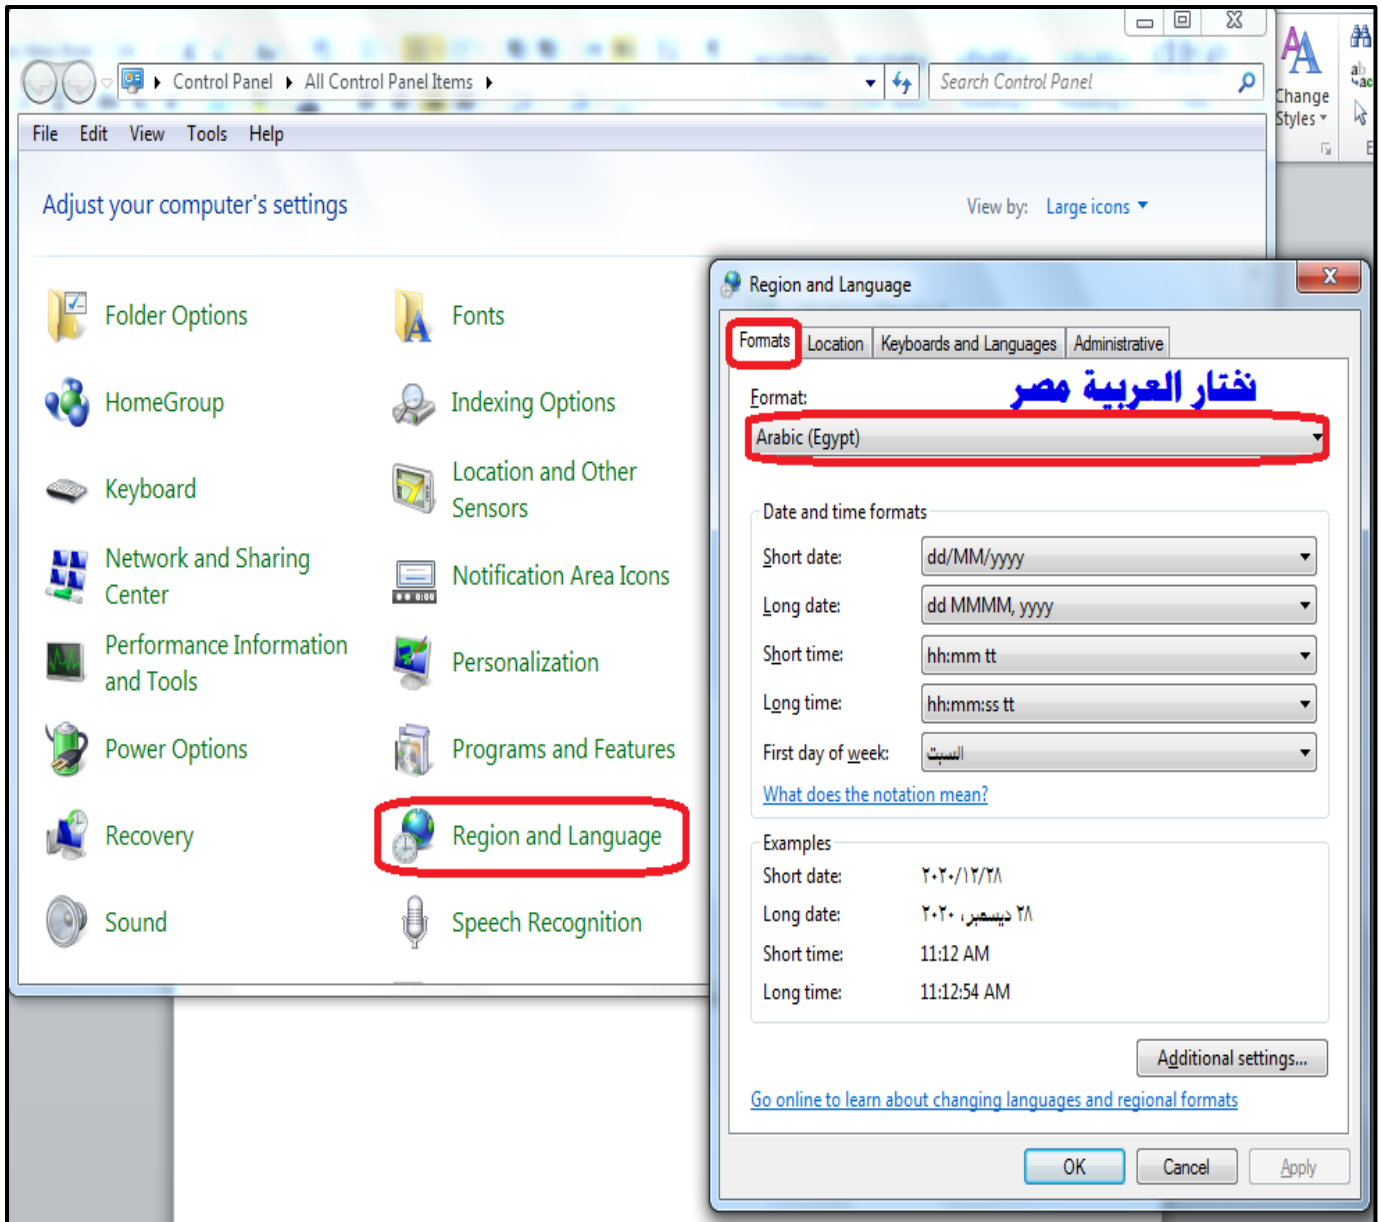 Control Panel
All Control Panel Items
Search Control Panel
Change
Styles
File Edit View Tools Help
Adjust your computer's settings
View by: Large icons
Folder Options
Fonts
HomeGroup
Indexing Options
Keyboard
Location and Other
Sensors
Network and Sharing
Center
Notification Area Icons
Performance Information
and Tools
Personalization
Power Options
Programs and Features
Recovery
Region and Language
Sound
Speech Recognition
Region and Language
Formats Location Keyboards and Languages Administrative
نختار العربية مصر
Format:
Arabic (Egypt)
Date and time formats
Short date: dd/MM/yyyy
Long date: dd MMMM, yyyy
Short time: hh:mm tt
Long time: hh:mm:ss tt
First day of week: السبت
What does the notation mean?
Examples
Short date: ٢٠٢٠/١٢/٢٨
Long date: ٢٨ ديسمبر، ٢٠٢٠
Short time: 11:12 AM
Long time: 11:12:54 AM
Additional settings...
Go online to learn about changing languages and regional formats
OK Cancel Apply